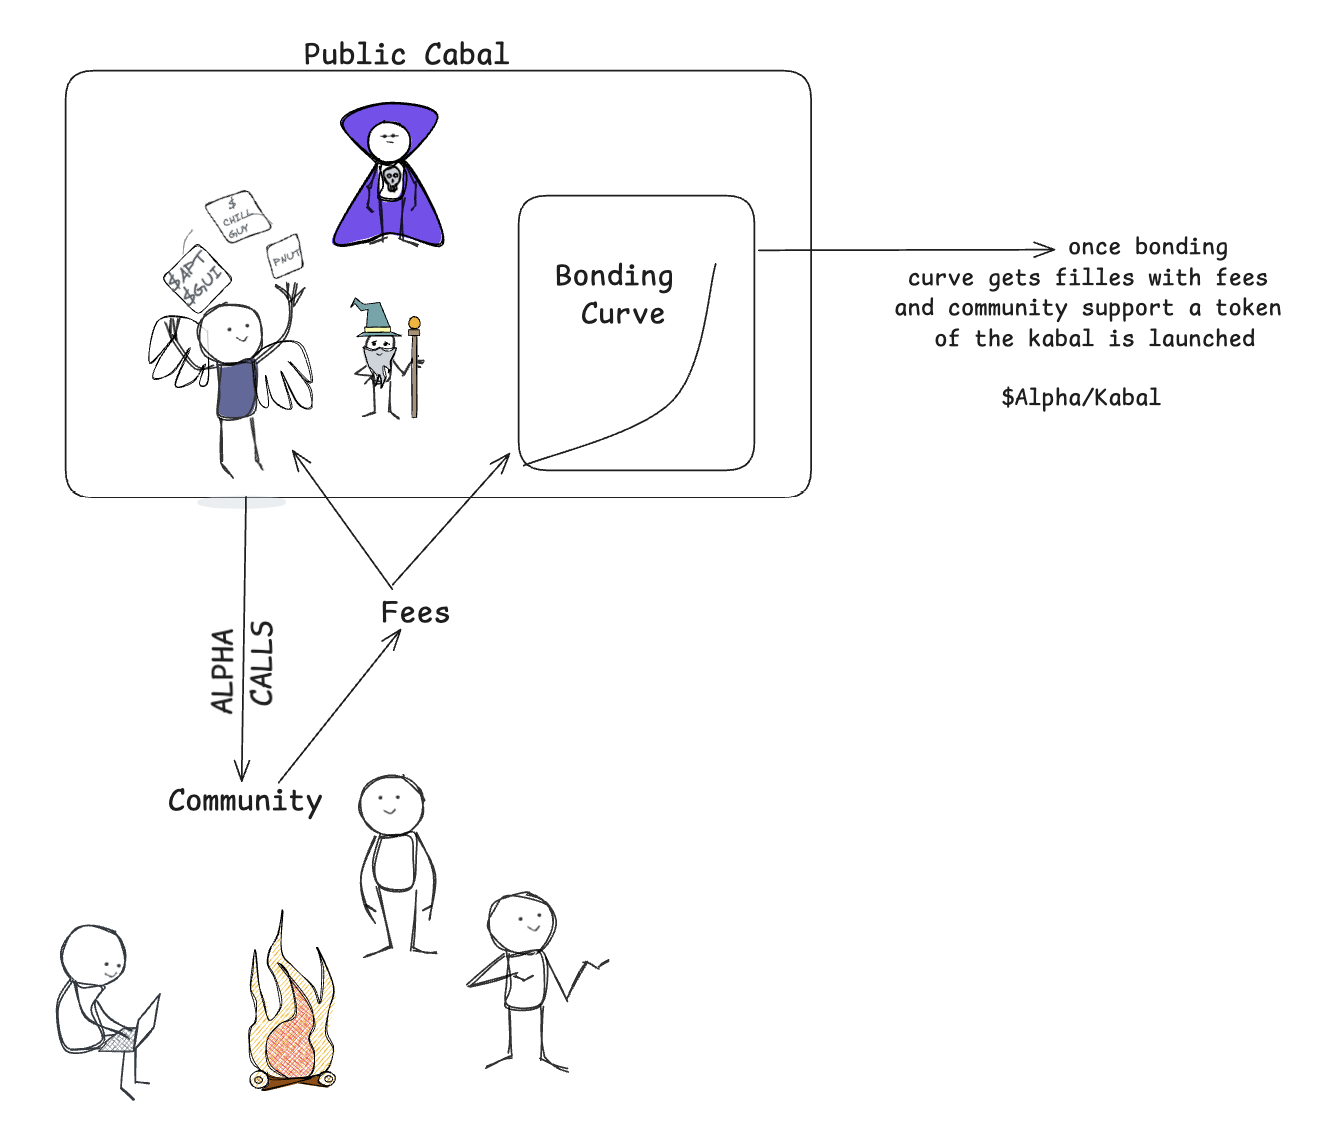 Public Cabal
$
CHILL
GUY
PNUT
$APT
$GUI
Bonding
Curve
once bonding
curve gets filles with fees
and community support a token
of the kabal is launched
$Alpha/Kabal
Fees
ALPHA
CALLS
Community